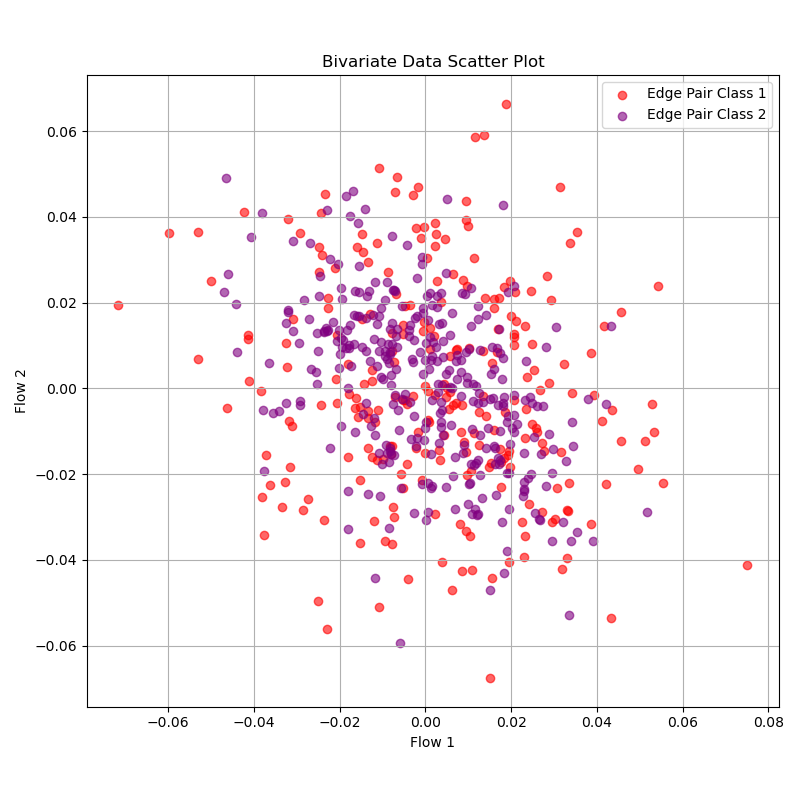 Bivariate Data Scatter Plot
Edge Pair Class 1
Edge Pair Class 2
0.06
0.04
0.02
0.00
−0.02
−0.04
−0.06
Flow 2
−0.06 −0.04 −0.02 0.00 0.02 0.04 0.06 0.08
Flow 1